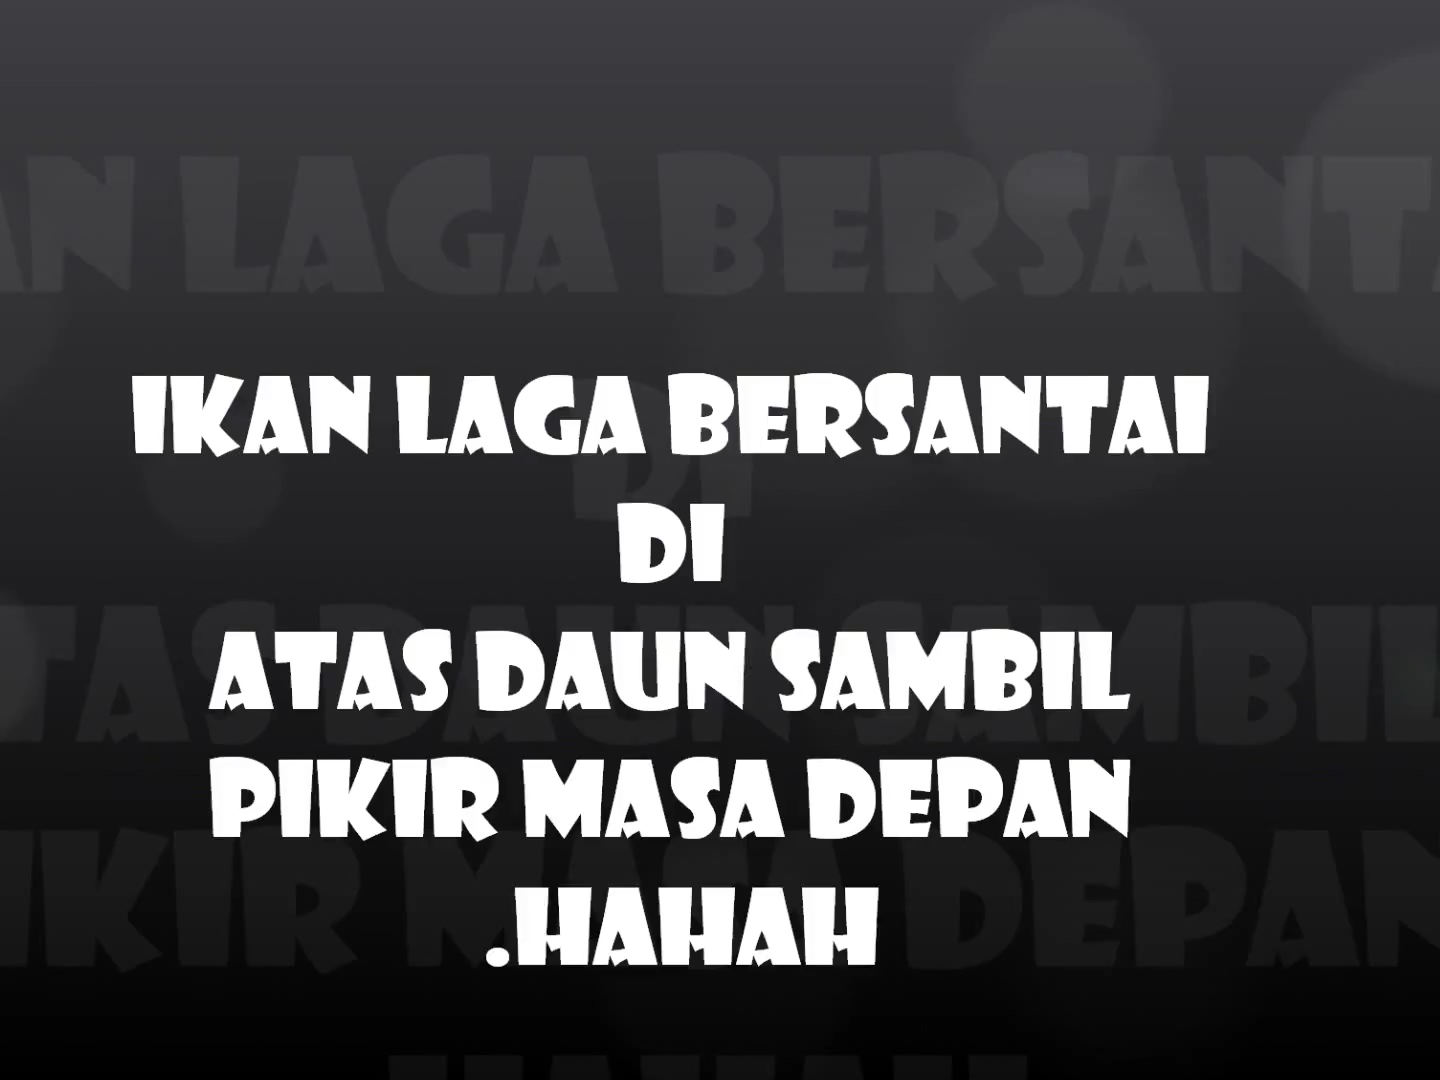 IKAN LAGA BERSANTAI
DI
ATAS DAUN SAMBIL
PIKIR MASA DEPAN
.HAHAH